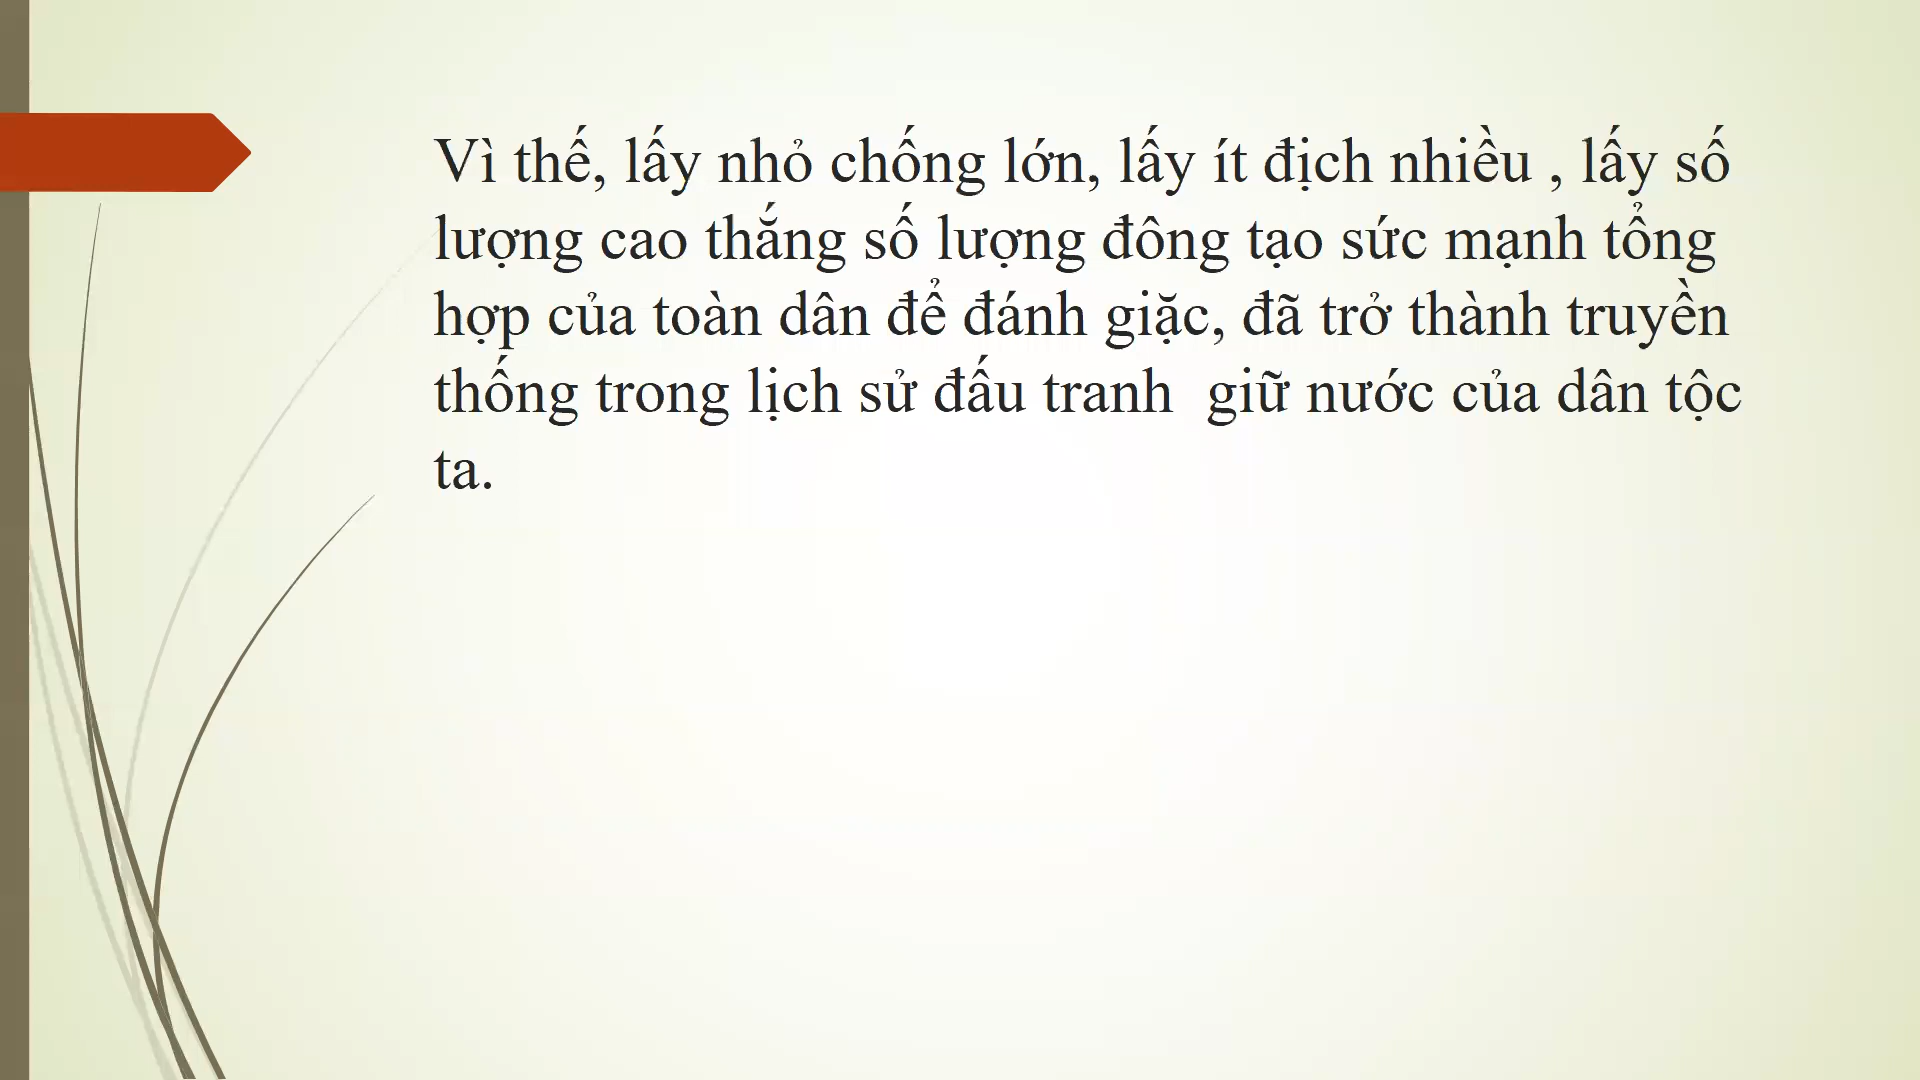 Vì thế, lấy nhỏ chống lớn, lấy ít địch nhiều , lấy số
lượng cao thắng số lượng đông tạo sức mạnh tổng
hợp của toàn dân để đánh giặc, đã trở thành truyền
thống trong lịch sử đấu tranh  giữ nước của dân tộc
ta.